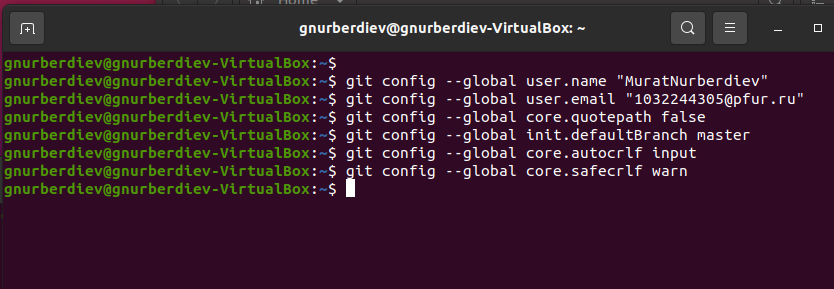 Home
gnurberdiev@gnurberdiev-VirtualBox: ~
gnurberdiev@gnurberdiev-VirtualBox:~$
gnurberdiev@gnurberdiev-VirtualBox:~$ git config --global user.name "MuratNurberdiev"
gnurberdiev@gnurberdiev-VirtualBox:~$ git config --global user.email "1032244305@pfur.ru"
gnurberdiev@gnurberdiev-VirtualBox:~$ git config --global core.quotepath false
gnurberdiev@gnurberdiev-VirtualBox:~$ git config --global init.defaultBranch master
gnurberdiev@gnurberdiev-VirtualBox:~$ git config --global core.autocrlf input
gnurberdiev@gnurberdiev-VirtualBox:~$ git config --global core.safecrlf warn
gnurberdiev@gnurberdiev-VirtualBox:~$